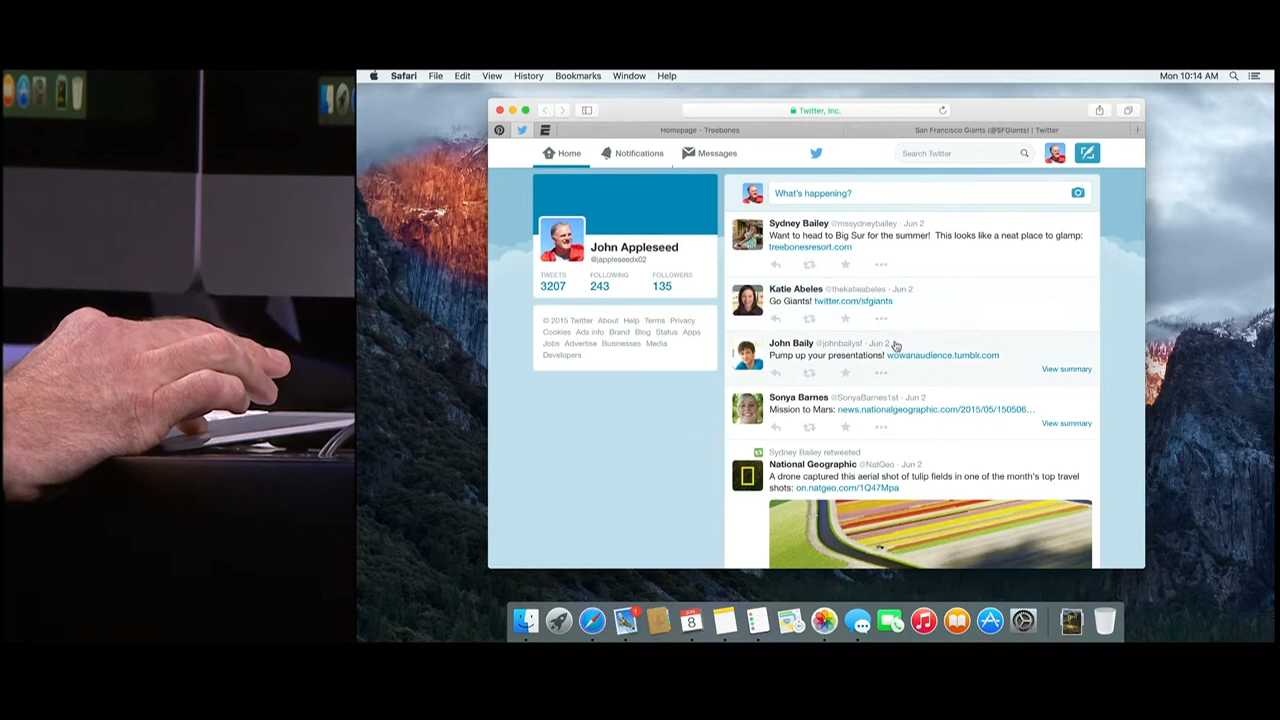 Safari File Edit View History Bookmarks Window Help Mon 10:14 AM
Twitter, Inc.
Homepage - Treebones San Francisco Giants (@SFGiants) | Twitter
Home Notifications Messages Search Twitter
What's happening?
John Appleseed
@jappleseedx02
TWEETS FOLLOWING FOLLOWERS
3207 243 135
© 2015 Twitter About Help Terms Privacy
Cookies Ads info Brand Blog Status Apps
Jobs Advertise Businesses Media
Developers
Sydney Bailey @mssydneybailey · Jun 2
Want to head to Big Sur for the summer! This looks like a neat place to glamp:
treebonesresort.com
Katie Abeles @thekatieabeles · Jun 2
Go Giants! twitter.com/sfgiants
John Baily @johnbailysf · Jun 2
Pump up your presentations! wowanaudience.tumblr.com
View summary
Sonya Barnes @SonyaBarnes1st · Jun 2
Mission to Mars: news.nationalgeographic.com/2015/05/150506...
View summary
Sydney Bailey retweeted
National Geographic @NatGeo · Jun 2
A drone captured this aerial shot of tulip fields in one of the month's top travel
shots: on.natgeo.com/1Q47Mpa
1
JUN
8